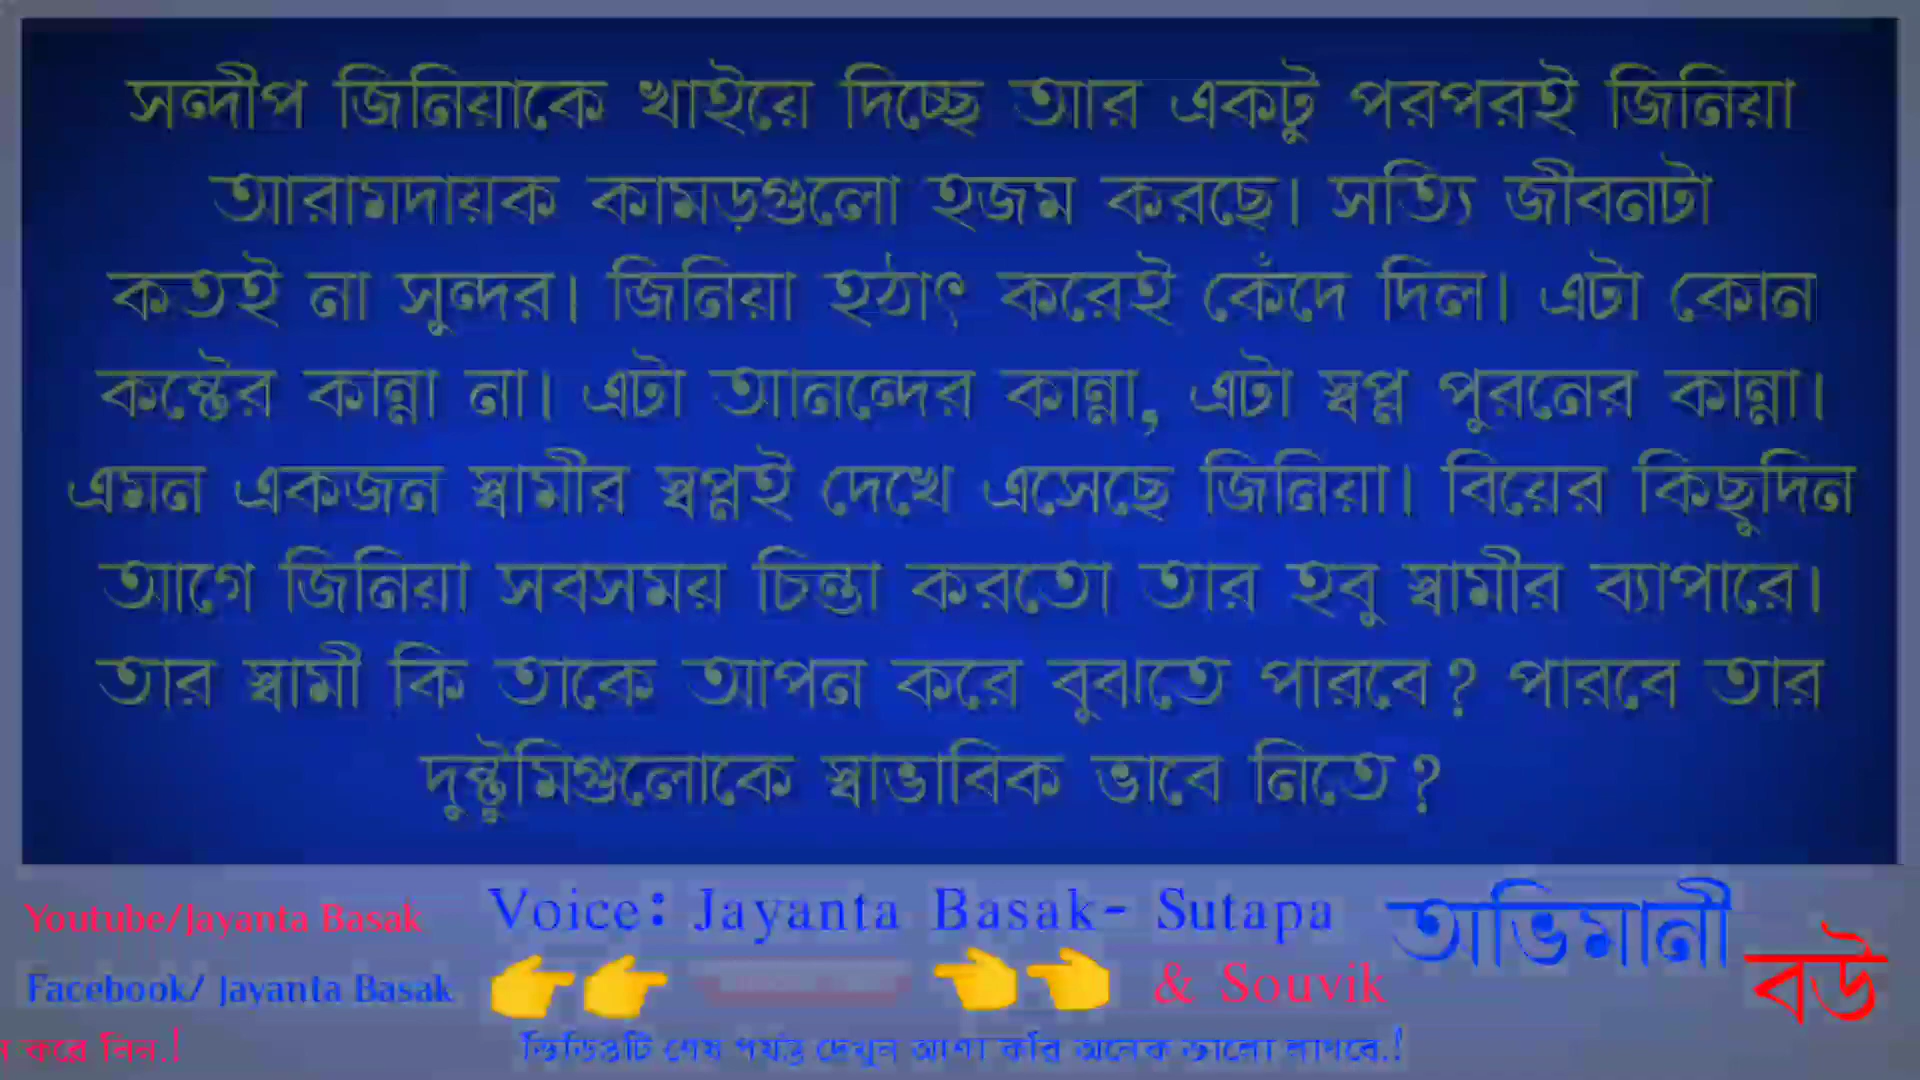 সন্দীপ জিনিয়াকে খাইয়ে দিচ্ছে আর একটু পরপরই জিনিয়া
আরামদায়ক কামড়গুলো হজম করছে। সত্যি জীবনটা
কতই না সুন্দর। জিনিয়া হঠাৎ করেই কেঁদে দিল। এটা কোন
কষ্টের কান্না না। এটা আনন্দের কান্না, এটা স্বপ্ন পুরনের কান্না।
এমন একজন স্বামীর স্বপ্নই দেখে এসেছে জিনিয়া। বিয়ের কিছুদিন
আগে জিনিয়া সবসময় চিন্তা করতো তার হবু স্বামীর ব্যাপারে।
তার স্বামী কি তাকে আপন করে বুঝতে পারবে? পারবে তার
দুষ্টুমিগুলোকে স্বাভাবিক ভাবে নিতে?
Youtube/Jayanta Basak
Voice: Jayanta Basak- Sutapa
& Souvik
অভিমানী
বউ
Facebook/ Jayanta Basak
করে নিন.!
ভিডিওটি শেষ পর্যন্ত দেখুন আশা করি অনেক ভালো লাগবে.!